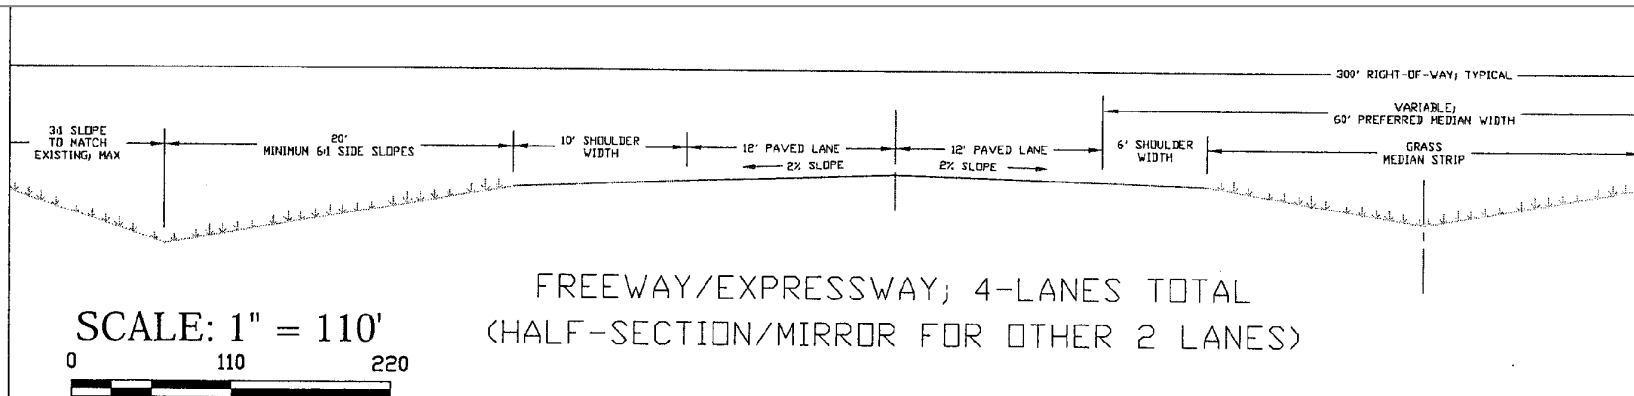 300' RIGHT-OF-WAY; TYPICAL
VARIABLE;
60' PREFERRED MEDIAN WIDTH
3:1 SLOPE
TO MATCH
EXISTING; MAX
20'
MINIMUM 6:1 SIDE SLOPES
10' SHOULDER
WIDTH
12' PAVED LANE
2% SLOPE
12' PAVED LANE
2% SLOPE
6' SHOULDER
WIDTH
GRASS
MEDIAN STRIP
FREEWAY/EXPRESSWAY; 4-LANES TOTAL
(HALF-SECTION/MIRROR FOR OTHER 2 LANES)
SCALE: 1" = 110'
0 110 220